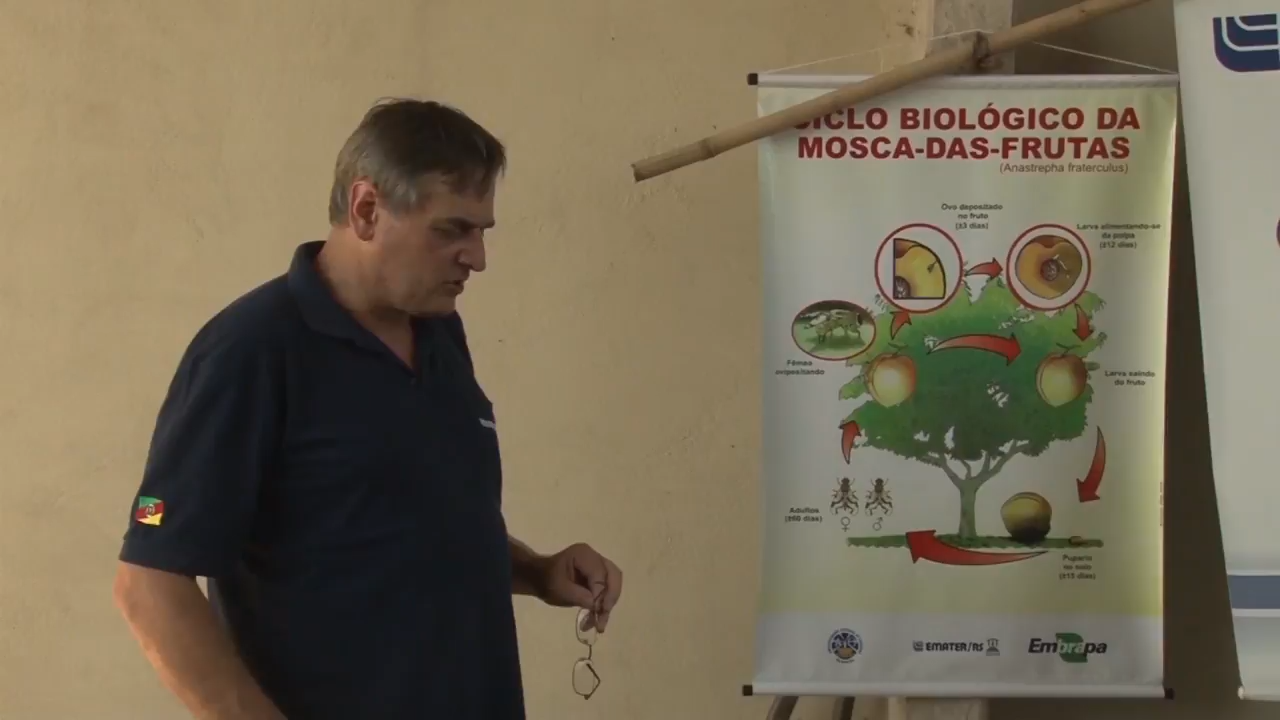 CICLO BIOLÓGICO DA
MOSCA-DAS-FRUTAS
(Anastrepha fraterculus)
Ovo depositado
no fruto
(±3 dias)
Larva alimentando-se
da polpa
(±12 dias)
Fêmea
ovipositando
Larva saindo
do fruto
Adultos
(±60 dias)
♀ ♂
Pupário
no solo
(±15 dias)
EMATER/RS
Embrapa